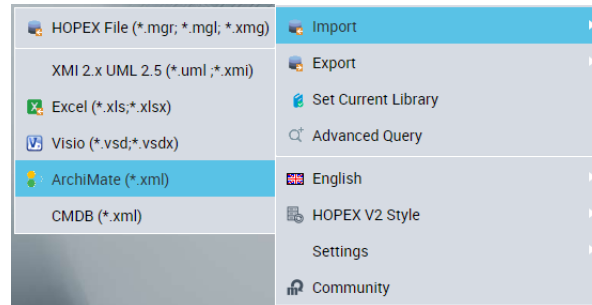 HOPEX File (*.mgr; *.mgl; *.xmg)
XMI 2.x UML 2.5 (*.uml ;*.xmi)
Excel (*.xls;*.xlsx)
Visio (*.vsd;*.vsdx)
ArchiMate (*.xml)
CMDB (*.xml)
Import
Export
Set Current Library
Advanced Query
English
HOPEX V2 Style
Settings
Community